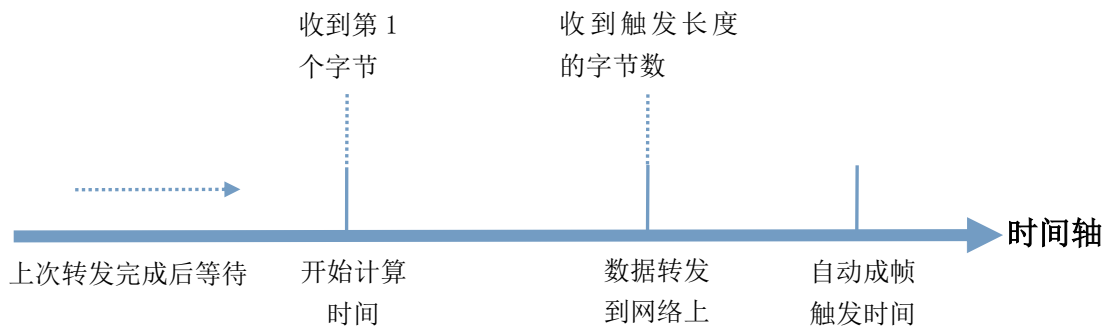 收到第 1
个字节
收到触发长度
的字节数
时间轴
上次转发完成后等待
开始计算
时间
数据转发
到网络上
自动成帧
触发时间